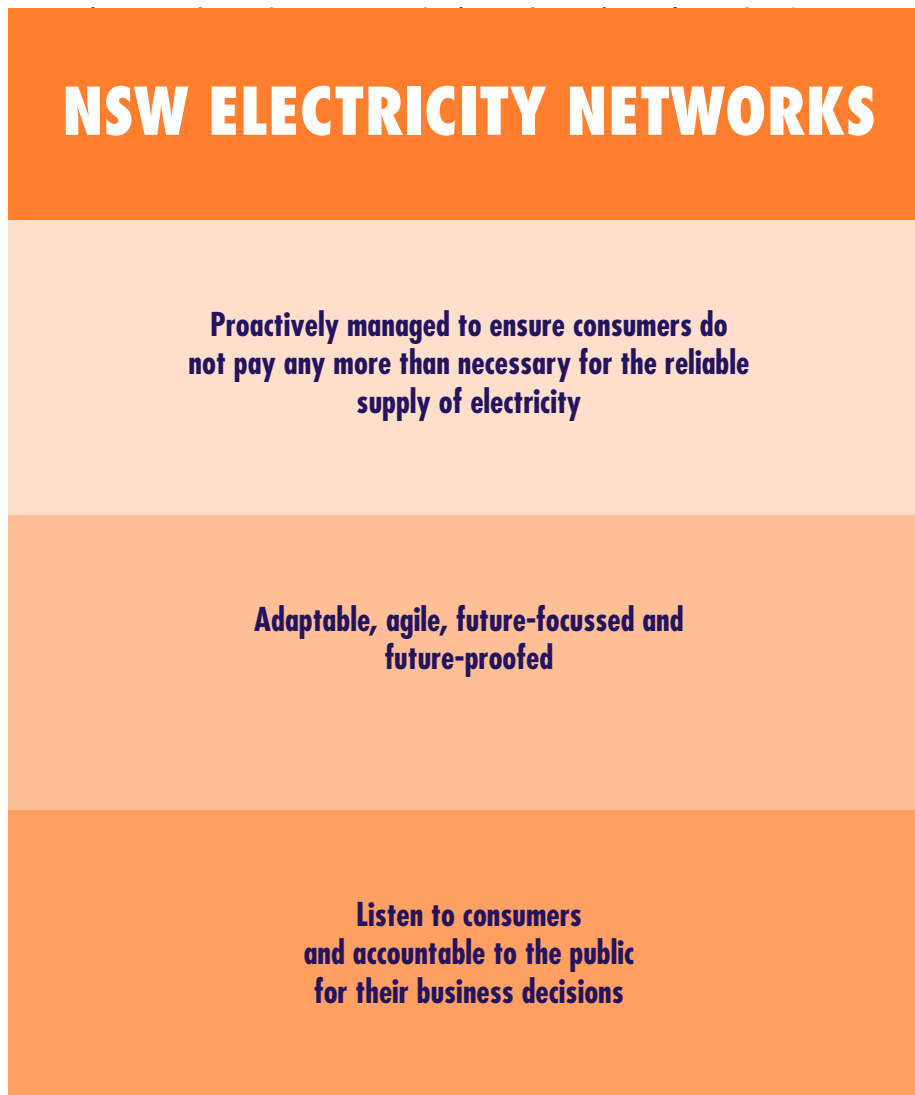 NSW ELECTRICITY NETWORKS
Proactively managed to ensure consumers do
not pay any more than necessary for the reliable
supply of electricity
Adaptable, agile, future-focussed and
future-proofed
Listen to consumers
and accountable to the public
for their business decisions